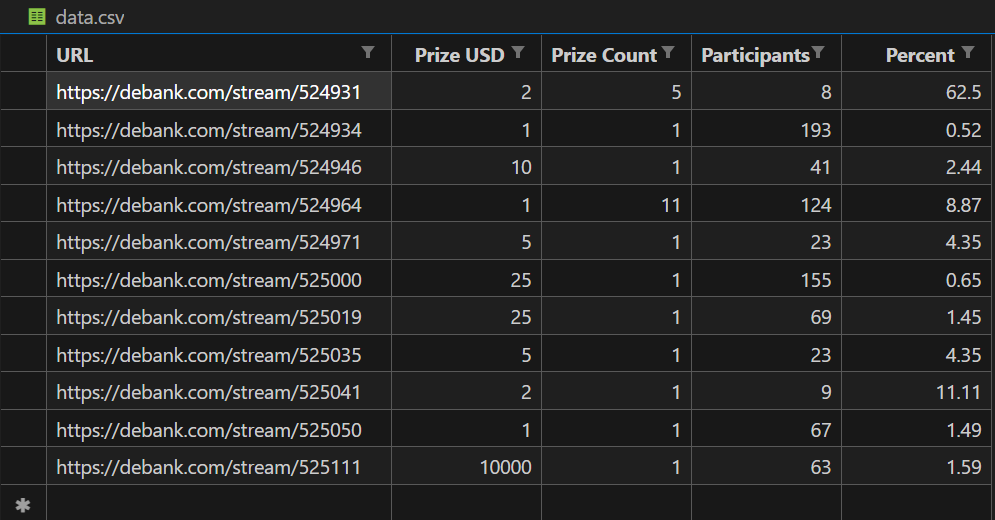 data.csv
URL Prize USD Prize Count Participants Percent
https://debank.com/stream/524931 2 5 8 62.5
https://debank.com/stream/524934 1 1 193 0.52
https://debank.com/stream/524946 10 1 41 2.44
https://debank.com/stream/524964 1 11 124 8.87
https://debank.com/stream/524971 5 1 23 4.35
https://debank.com/stream/525000 25 1 155 0.65
https://debank.com/stream/525019 25 1 69 1.45
https://debank.com/stream/525035 5 1 23 4.35
https://debank.com/stream/525041 2 1 9 11.11
https://debank.com/stream/525050 1 1 67 1.49
https://debank.com/stream/525111 10000 1 63 1.59